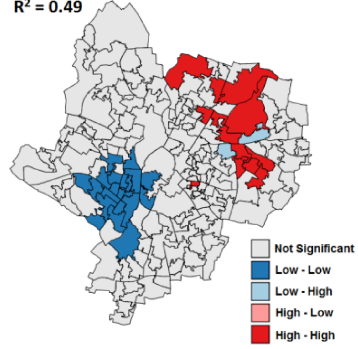 R² = 0.49
Not Significant
Low - Low
Low - High
High - Low
High - High